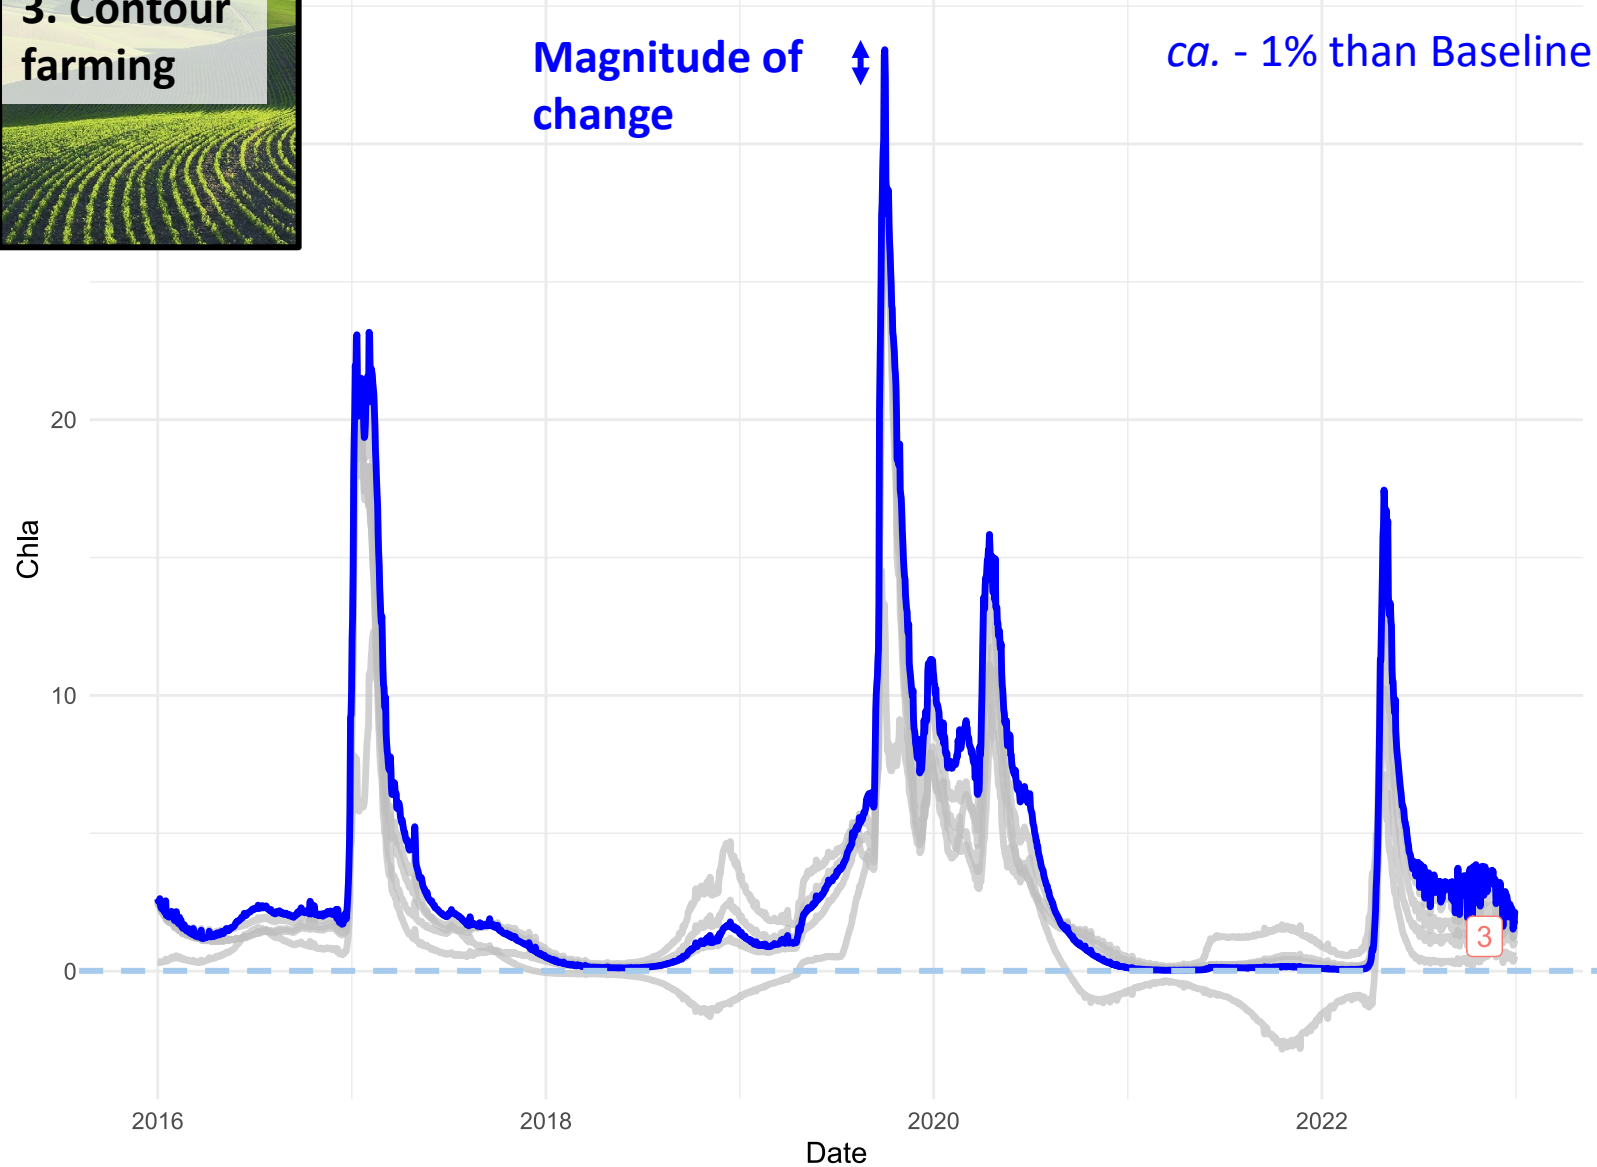 3. Contour
farming
Magnitude of
change
ca. - 1% than Baseline
20
10
0
Chla
3
2016
2018
2020
2022
Date